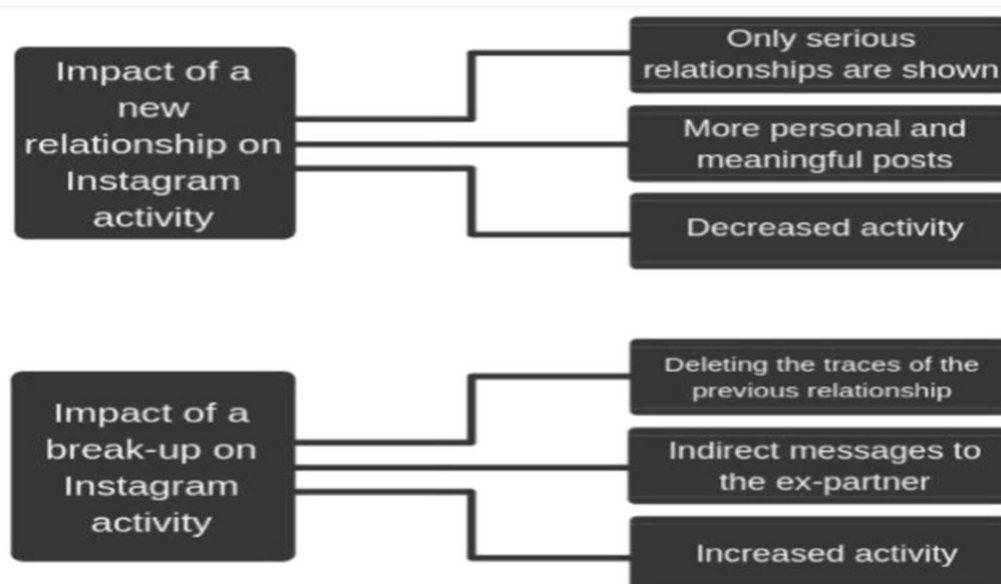 Impact of a
new
relationship on
Instagram
activity
Only serious
relationships are shown
More personal and
meaningful posts
Decreased activity
Impact of a
break-up on
Instagram
activity
Deleting the traces of the
previous relationship
Indirect messages to
the ex-partner
Increased activity